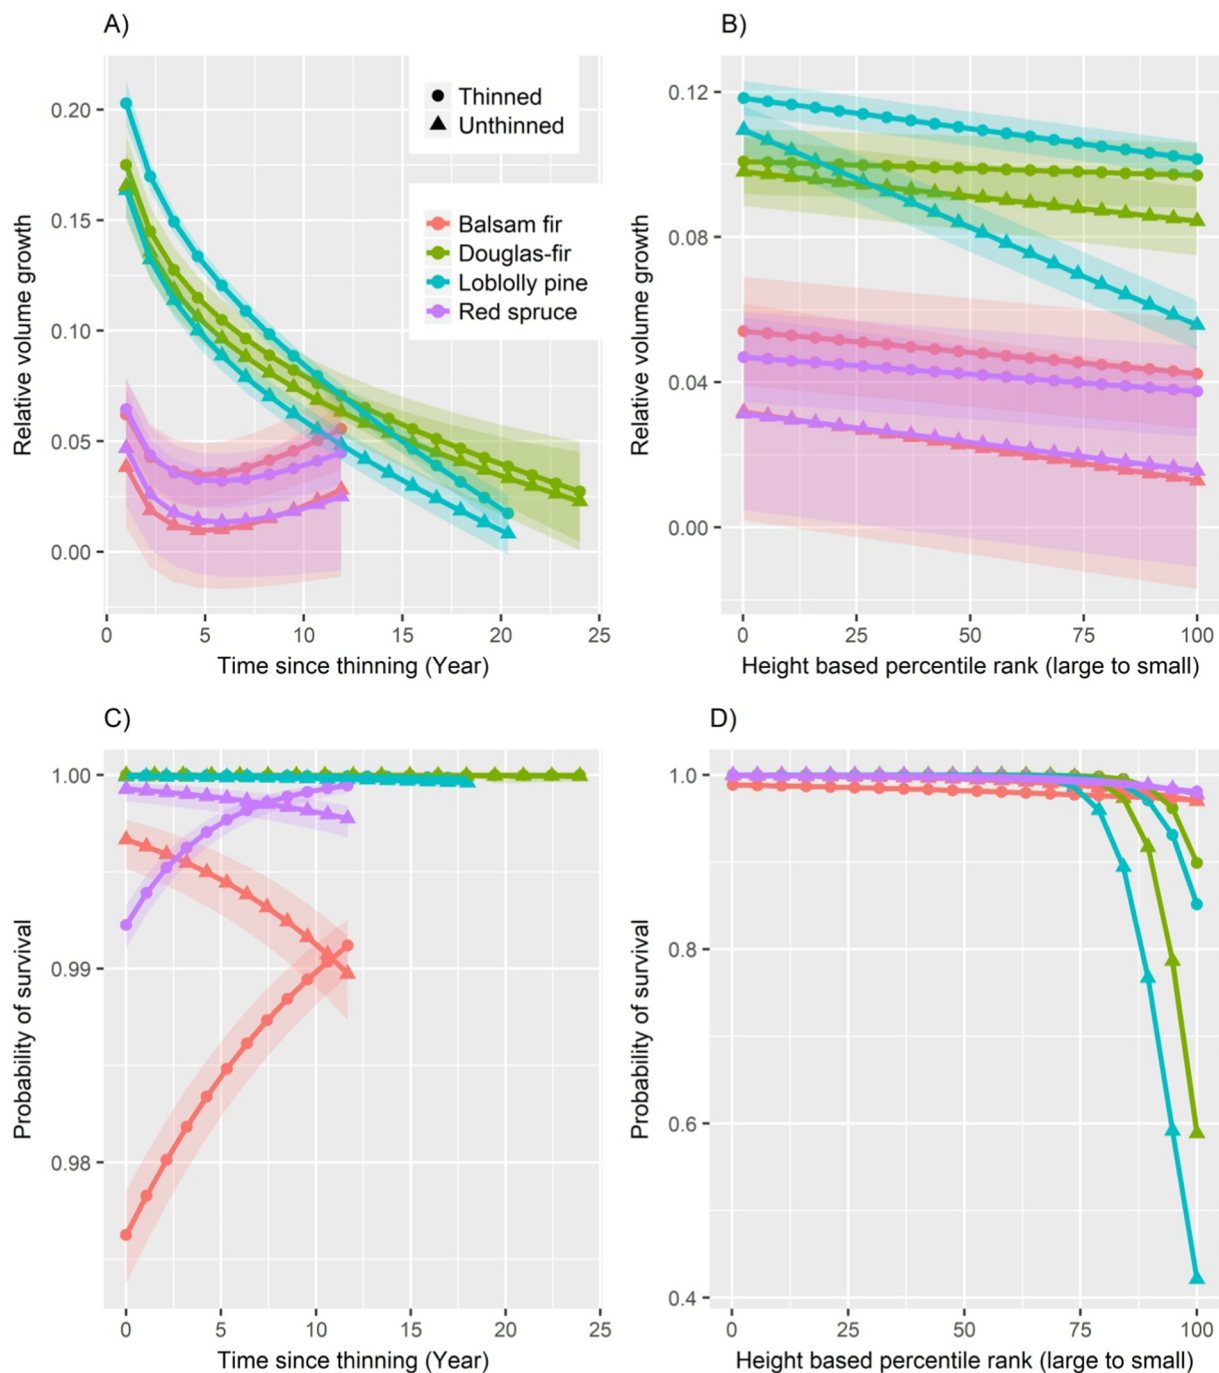 A)
Relative volume growth
0.20
0.15
0.10
0.05
0.00
Thinned
Unthinned
Balsam fir
Douglas-fir
Loblolly pine
Red spruce
0 5 10 15 20 25
Time since thinning (Year)
B)
Relative volume growth
0.12
0.08
0.04
0.00
0 25 50 75 100
Height based percentile rank (large to small)
C)
Probability of survival
1.00
0.99
0.98
0 5 10 15 20 25
Time since thinning (Year)
D)
Probability of survival
1.0
0.8
0.6
0.4
0 25 50 75 100
Height based percentile rank (large to small)